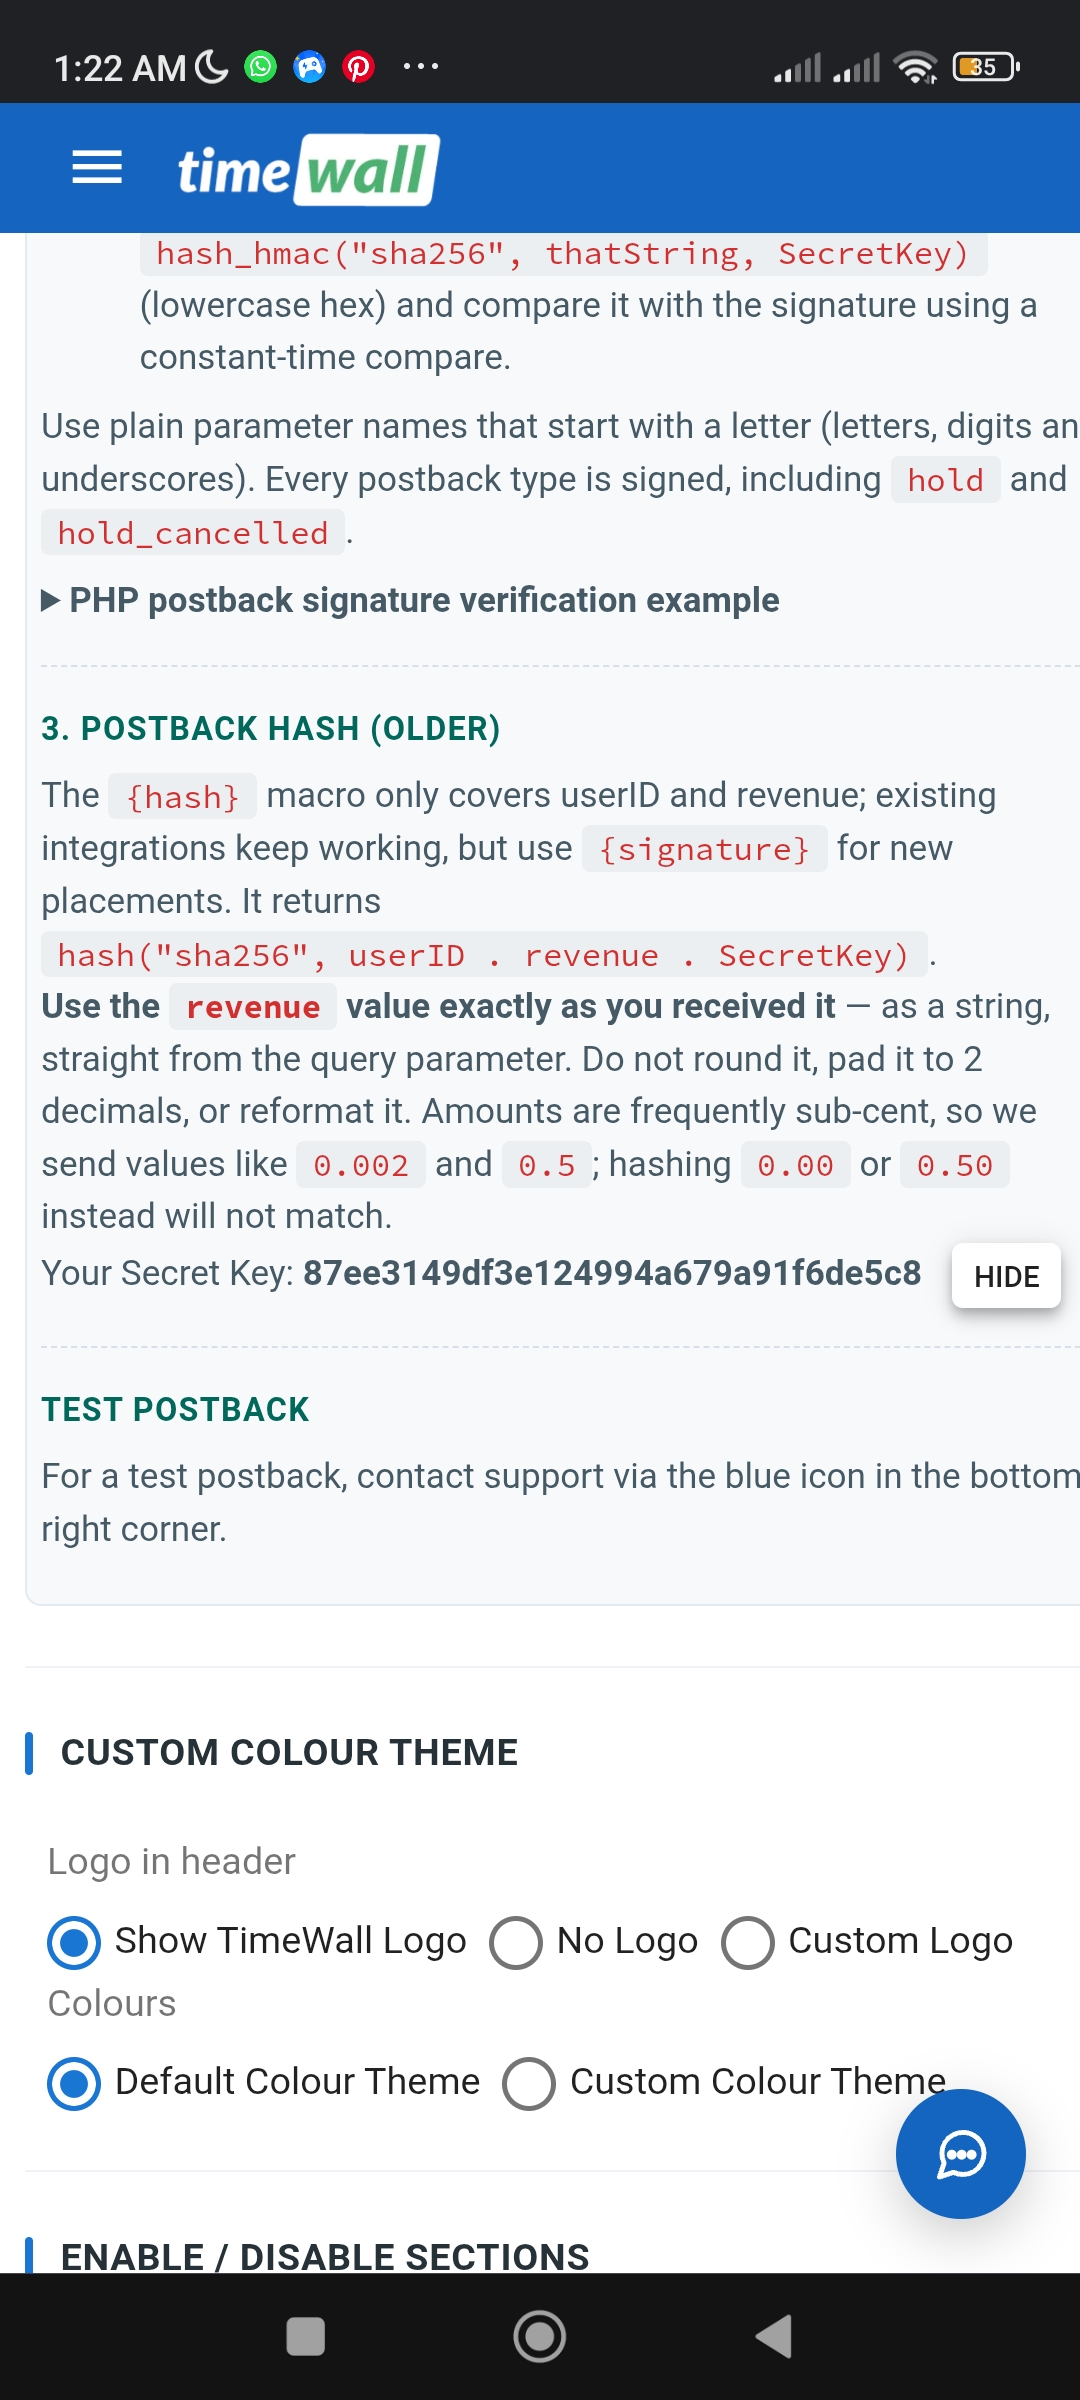 1:22 AM
35
time wall
hash_hmac("sha256", thatString, SecretKey)
(lowercase hex) and compare it with the signature using a
constant-time compare.
Use plain parameter names that start with a letter (letters, digits an
underscores). Every postback type is signed, including hold and
hold_cancelled.
▶ PHP postback signature verification example
3. POSTBACK HASH (OLDER)
The {hash} macro only covers userID and revenue; existing
integrations keep working, but use {signature} for new
placements. It returns
hash("sha256", userID . revenue . SecretKey).
Use the revenue value exactly as you received it — as a string,
straight from the query parameter. Do not round it, pad it to 2
decimals, or reformat it. Amounts are frequently sub-cent, so we
send values like 0.002 and 0.5; hashing 0.00 or 0.50
instead will not match.
Your Secret Key: 87ee3149df3e124994a679a91f6de5c8 HIDE
TEST POSTBACK
For a test postback, contact support via the blue icon in the bottom
right corner.
CUSTOM COLOUR THEME
Logo in header
Show TimeWall Logo No Logo Custom Logo
Colours
Default Colour Theme Custom Colour Theme
ENABLE / DISABLE SECTIONS